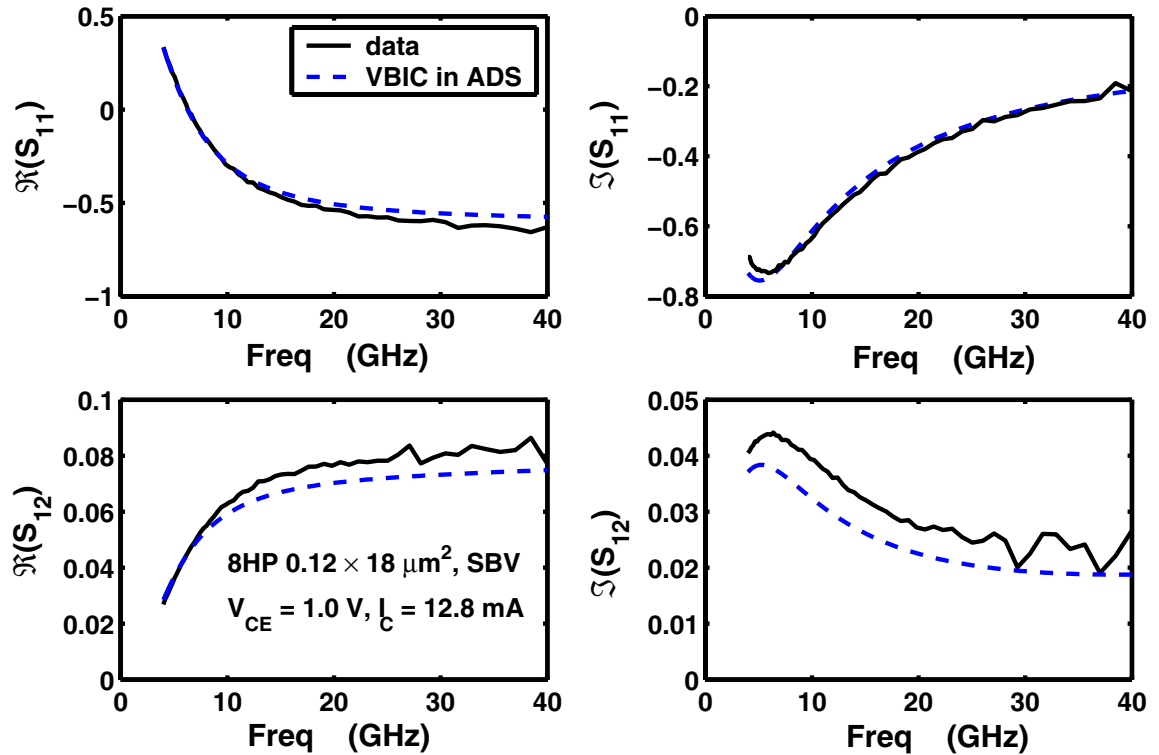 0.5
0
−0.5
−1
ℜ(S11)
data
VBIC in ADS
0 10 20 30 40
Freq (GHz)
0
−0.2
−0.4
−0.6
−0.8
ℑ(S11)
0 10 20 30 40
Freq (GHz)
0.1
0.08
0.06
0.04
0.02
0
ℜ(S12)
8HP 0.12 × 18 μm2, SBV
VCE = 1.0 V, IC = 12.8 mA
0 10 20 30 40
Freq (GHz)
0.05
0.04
0.03
0.02
0.01
0
ℑ(S12)
0 10 20 30 40
Freq (GHz)